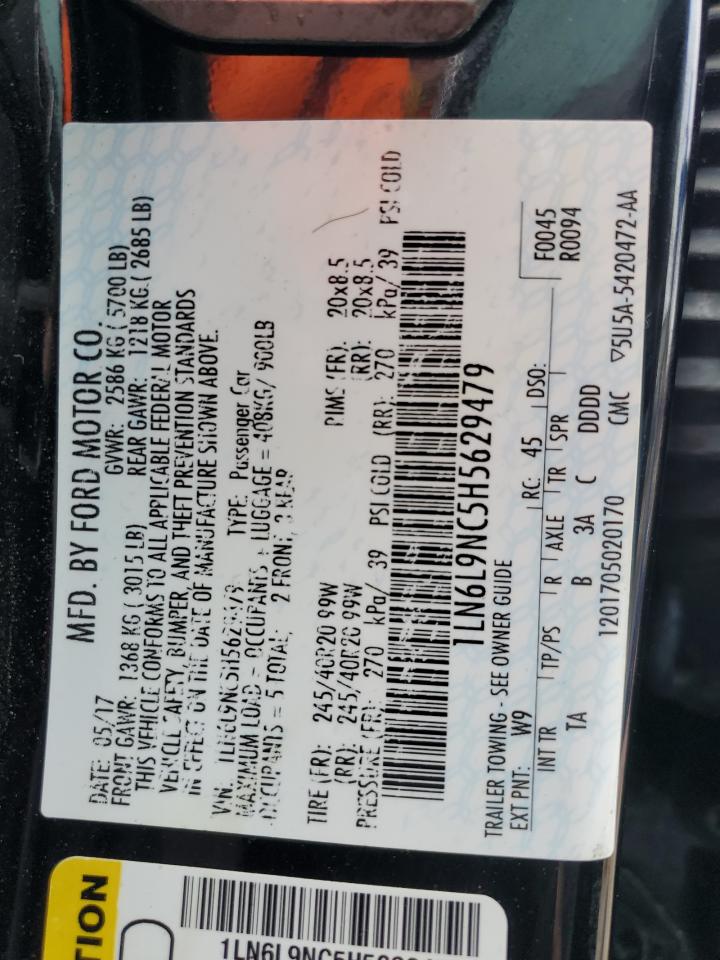 MFD. BY FORD MOTOR CO.
DATE: 05/17 GVWR: 2586 KG ( 5700 LB)
FRONT GAWR: 1368 KG ( 3015 LB) REAR GAWR: 1218 KG ( 2685 LB)
THIS VEHICLE CONFORMS TO ALL APPLICABLE FEDERAL MOTOR
VEHICLE SAFETY, BUMPER, AND THEFT PREVENTION STANDARDS
IN EFFECT ON THE DATE OF MANUFACTURE SHOWN ABOVE.
VIN: 1LN6L9NC5H5629479 TYPE: Passenger Car
MAXIMUM LOAD = OCCUPANTS + LUGGAGE = 408KG/ 900LB
OCCUPANTS = 5 TOTAL: 2 FRONT, 3 REAR
TIRE (FR): 245/40R20 99W RIMS (FR): 20x8.5
(RR): 245/40R20 99W (RR): 20x8.5
PRESSURE (FR): 270 kPa/ 39 PSI COLD (RR): 270 kPa/ 39 PSI COLD
1LN6L9NC5H5629479
TRAILER TOWING - SEE OWNER GUIDE
EXT PNT: W9 RC: 45 DSO: F0045
R0094
INT TR TP/PS R AXLE TR SPR
TA B 3A C DDDD
1201705020170 CMC ▽5U5A-5420472-AA
TION